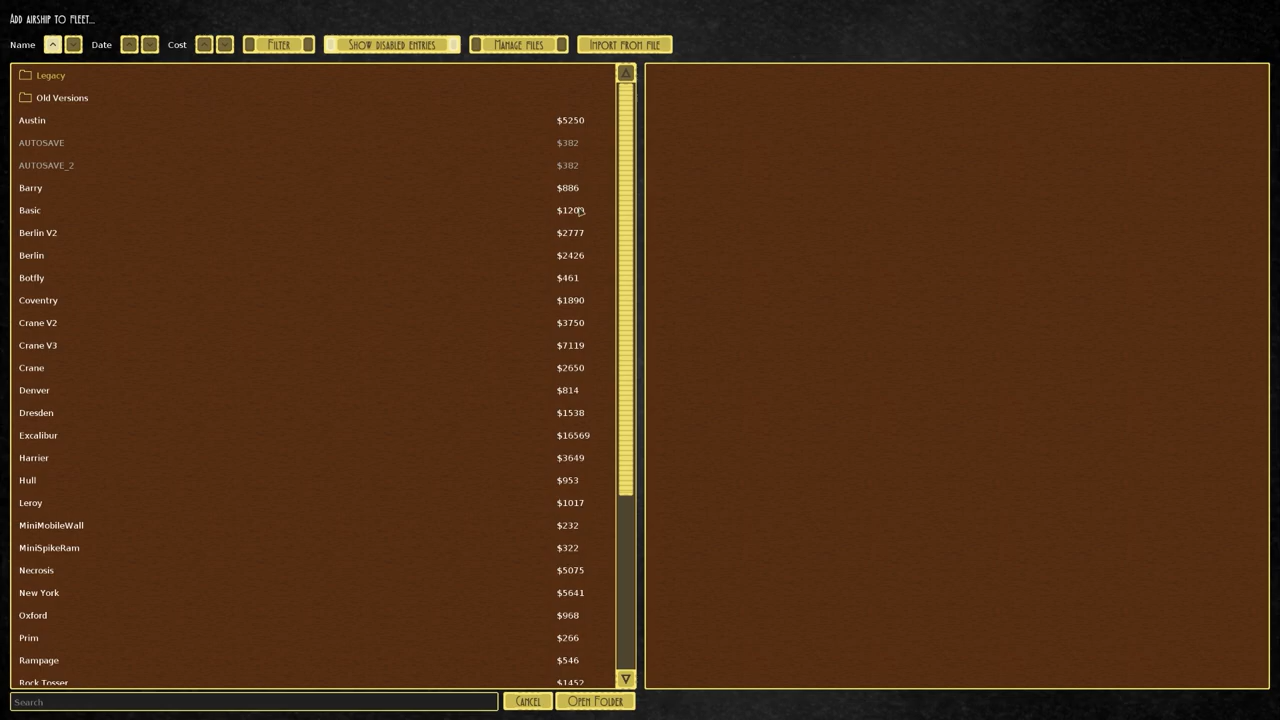 Add airship to fleet...
Name Date Cost Filter Show disabled entries Manage files Import from file
Legacy
Old Versions
Austin $5250
AUTOSAVE $382
AUTOSAVE_2 $382
Barry $886
Basic
Berlin V2 $2777
Berlin $2426
Botfly $461
Coventry $1890
Crane V2 $3750
Crane V3 $7119
Crane $2650
Denver $814
Dresden $1538
Excalibur $16569
Harrier $3649
Hull $953
Leroy $1017
MiniMobileWall $232
MiniSpikeRam $322
Necrosis $5075
New York $5641
Oxford $968
Prim $266
Rampage $546
Rock Tosser $1452
Search Cancel Open Folder